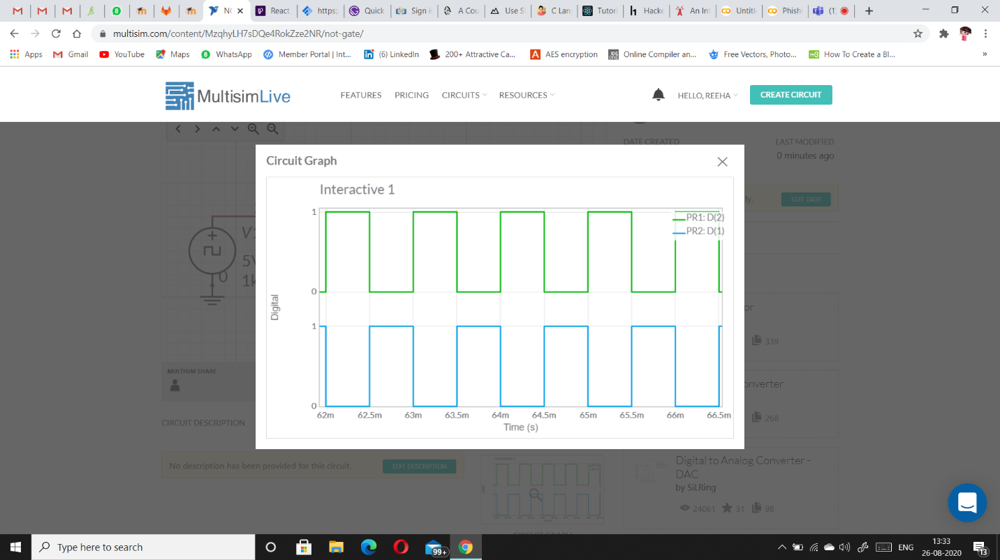 NO
React
https:
Quick
Sign i
A Cou
Use S
C Lan
Tutori
Hacke
An Int
Untitl
Phish
(1)
multisim.com/content/MzqhyLH7sDQe4RokZze2NR/not-gate/
Apps
Gmail
YouTube
Maps
WhatsApp
Member Portal | Int...
(6) LinkedIn
200+ Attractive Ca...
AES encryption
Online Compiler an...
Free Vectors, Photo...
How To Create a Bl...
»
MultisimLive
FEATURES
PRICING
CIRCUITS
RESOURCES
HELLO, REEHA
CREATE CIRCUIT
DATE CREATED
LAST MODIFIED
0 minutes ago
Circuit Graph
ly.
EDIT TAGS
Interactive 1
1
PR1: D(2)
PR2: D(1)
0
Digital
1
0
62m 62.5m 63m 63.5m 64m 64.5m 65m 65.5m 66m 66.5m
Time (s)
V1
5V
0
1k
MULTISIM SHARE
or
339
onverter
268
CIRCUIT DESCRIPTION
No description has been provided for this circuit.
EDIT DESCRIPTION
Digital to Analog Converter -
DAC
by SiLRing
24061 31 98
CIRCUIT GRAPH
Type here to search
99+
ENG
13:33
26-08-2020
13